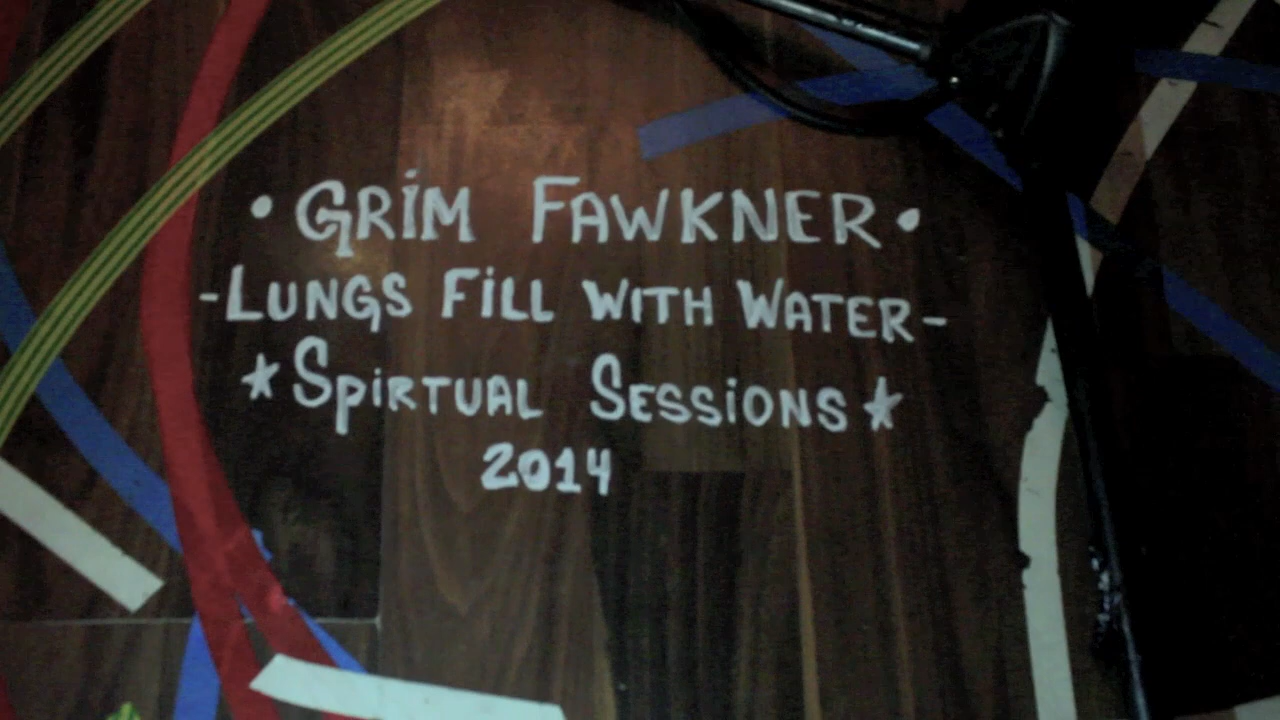 • GRIM FAWKNER •
-LUNGS FILL WITH WATER-
★ SPIRTUAL SESSIONS ★
2014